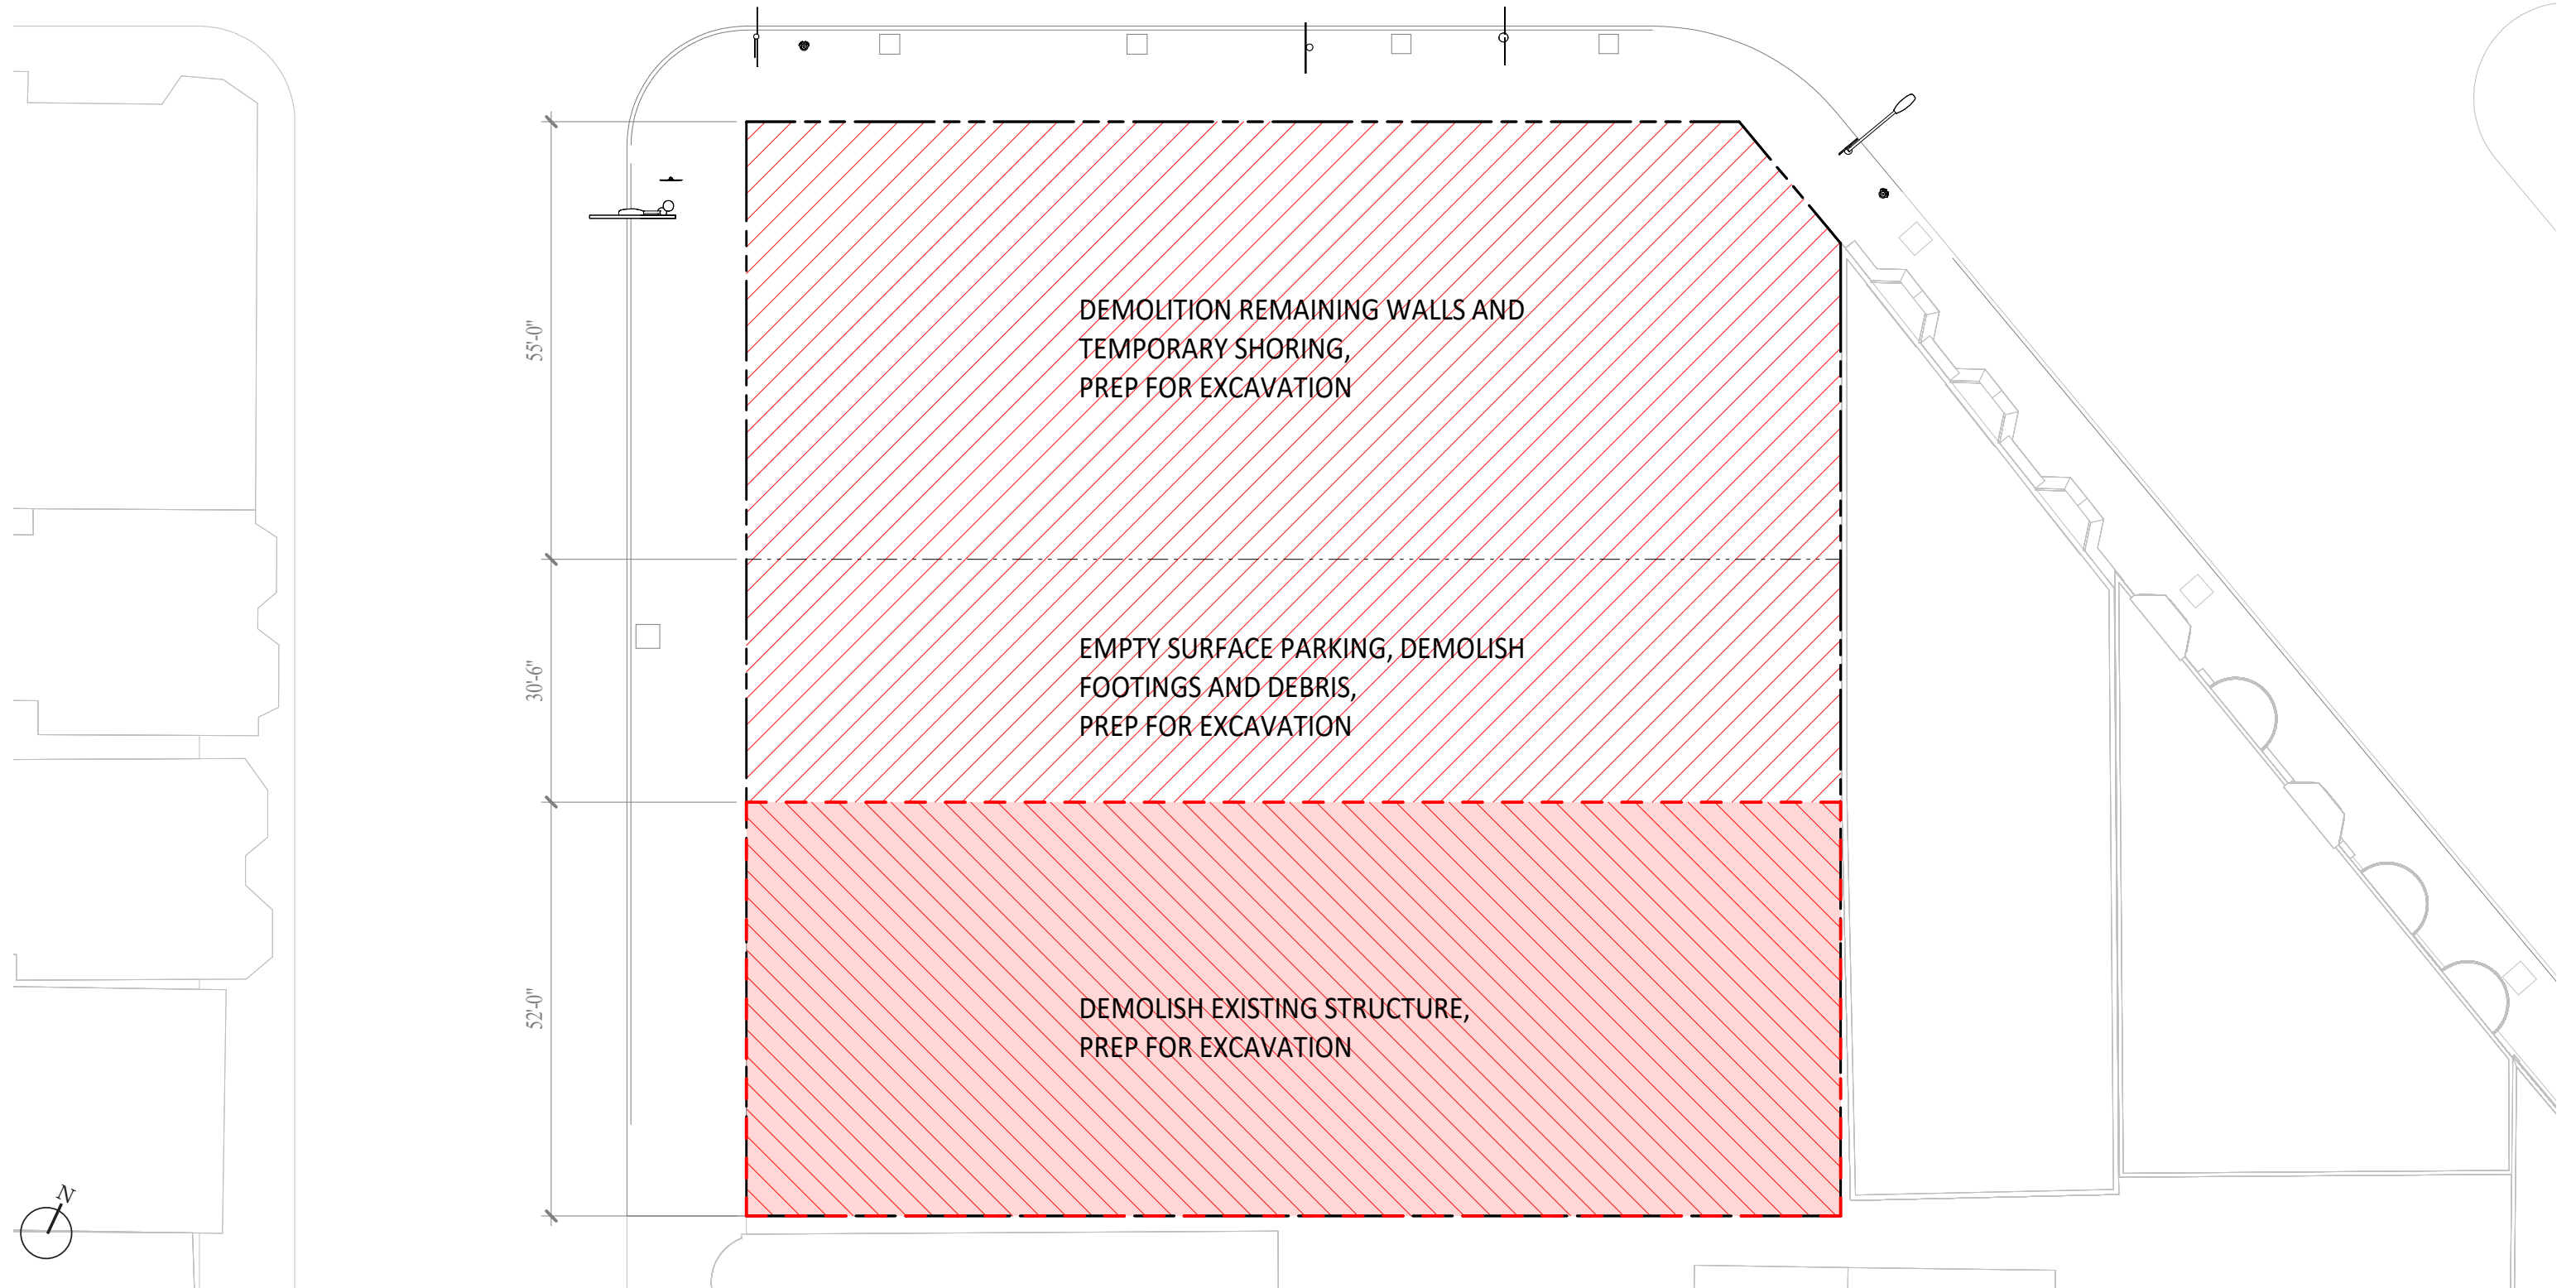 55'-0"
DEMOLITION REMAINING WALLS AND
TEMPORARY SHORING,
PREP FOR EXCAVATION
30'-6"
EMPTY SURFACE PARKING, DEMOLISH
FOOTINGS AND DEBRIS,
PREP FOR EXCAVATION
52'-0"
DEMOLISH EXISTING STRUCTURE,
PREP FOR EXCAVATION
N